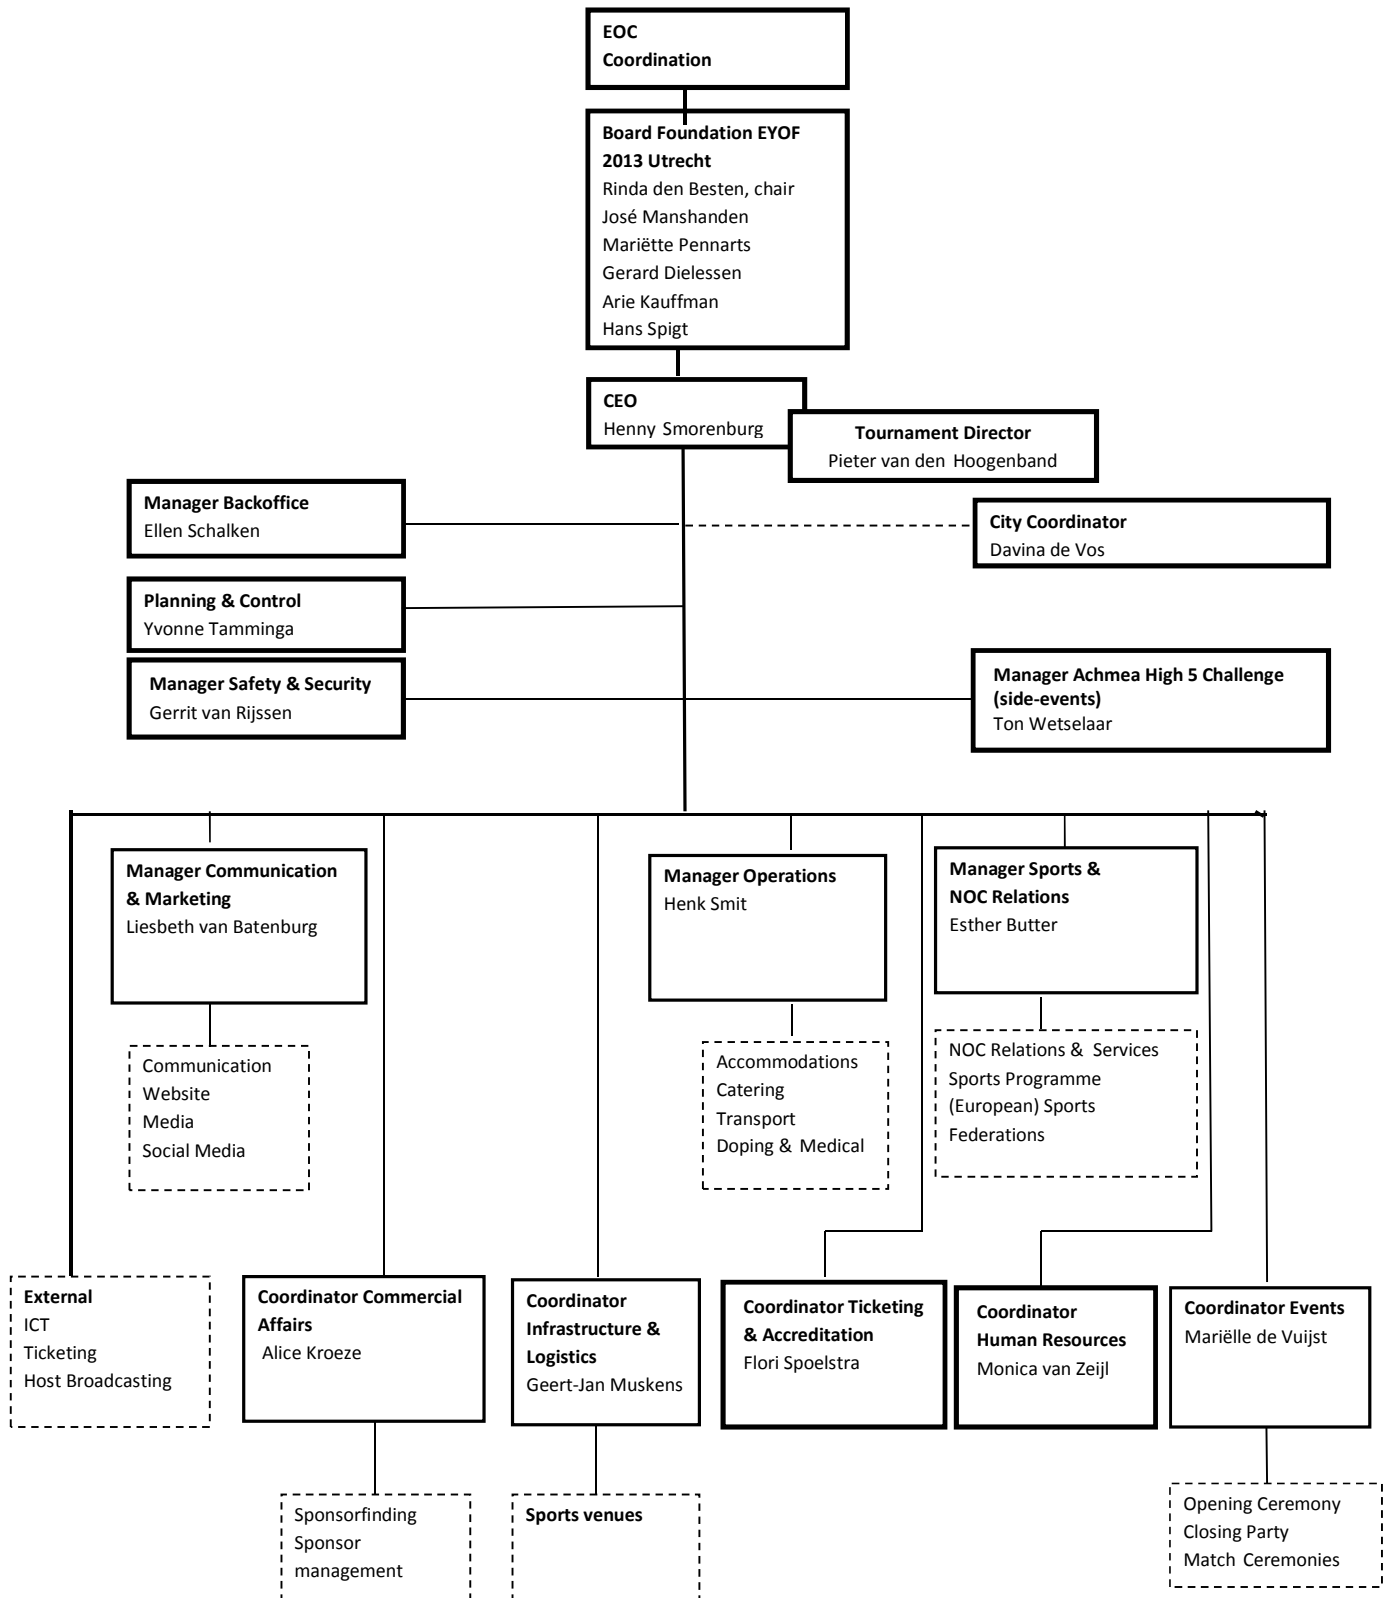 EOC
Coordination
Board Foundation EYOF
2013 Utrecht
Rinda den Besten, chair
José Manshanden
Mariëtte Pennarts
Gerard Dielessen
Arie Kauffman
Hans Spigt
CEO
Henny Smorenburg
Tournament Director
Pieter van den Hoogenband
Manager Backoffice
Ellen Schalken
City Coordinator
Davina de Vos
Planning & Control
Yvonne Tamminga
Manager Safety & Security
Gerrit van Rijssen
Manager Achmea High 5 Challenge
(side-events)
Ton Wetselaar
Manager Communication
& Marketing
Liesbeth van Batenburg
Manager Operations
Henk Smit
Manager Sports &
NOC Relations
Esther Butter
Communication
Website
Media
Social Media
Accommodations
Catering
Transport
Doping & Medical
NOC Relations & Services
Sports Programme
(European) Sports
Federations
External
ICT
Ticketing
Host Broadcasting
Coordinator Commercial
Affairs
Alice Kroeze
Coordinator
Infrastructure &
Logistics
Geert-Jan Muskens
Coordinator Ticketing
& Accreditation
Flori Spoelstra
Coordinator
Human Resources
Monica van Zeijl
Coordinator Events
Mariëlle de Vuijst
Sponsorfinding
Sponsor
management
Sports venues
Opening Ceremony
Closing Party
Match Ceremonies